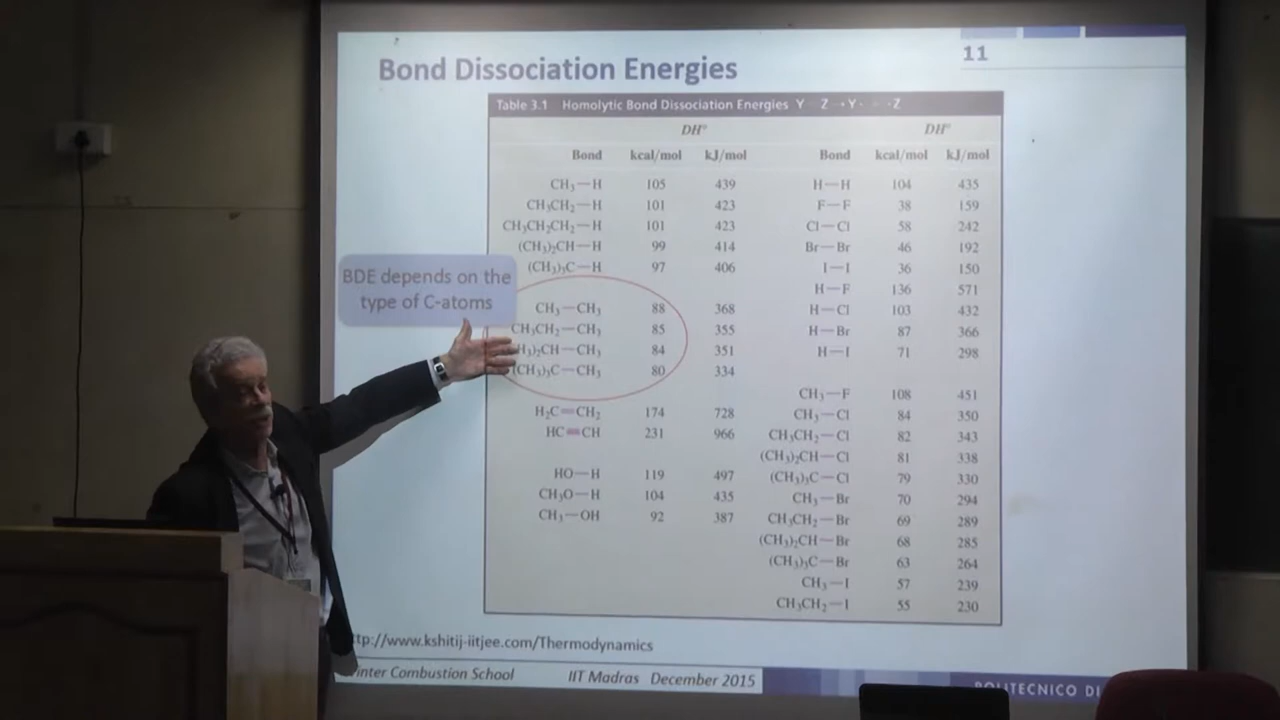 11
Bond Dissociation Energies
Table 3.1 Homolytic Bond Dissociation Energies Y Z → Y· ·Z
DH° DH°
Bond kcal/mol kJ/mol Bond kcal/mol kJ/mol
CH₃—H 105 439 H—H 104 435
CH₃CH₂—H 101 423 F—F 38 159
CH₃CH₂CH₂—H 101 423 Cl—Cl 58 242
(CH₃)₂CH—H 99 414 Br—Br 46 192
(CH₃)₃C—H 97 406 I—I 36 150
BDE depends on the
type of C-atoms
H—F 136 571
CH₃—CH₃ 88 368 H—Cl 103 432
CH₃CH₂—CH₃ 85 355 H—Br 87 366
H₃)₂CH—CH₃ 84 351 H—I 71 298
(CH₃)₃C—CH₃ 80 334
CH₃—F 108 451
H₂C=CH₂ 174 728 CH₃—Cl 84 350
HC≡CH 231 966 CH₃CH₂—Cl 82 343
(CH₃)₂CH—Cl 81 338
HO—H 119 497 (CH₃)₃C—Cl 79 330
CH₃O—H 104 435 CH₃—Br 70 294
CH₃—OH 92 387 CH₃CH₂—Br 69 289
(CH₃)₂CH—Br 68 285
(CH₃)₃C—Br 63 264
CH₃—I 57 239
CH₃CH₂—I 55 230
ttp://www.kshitij-iitjee.com/Thermodynamics
inter Combustion School IIT Madras December 2015 POLITECNICO DI